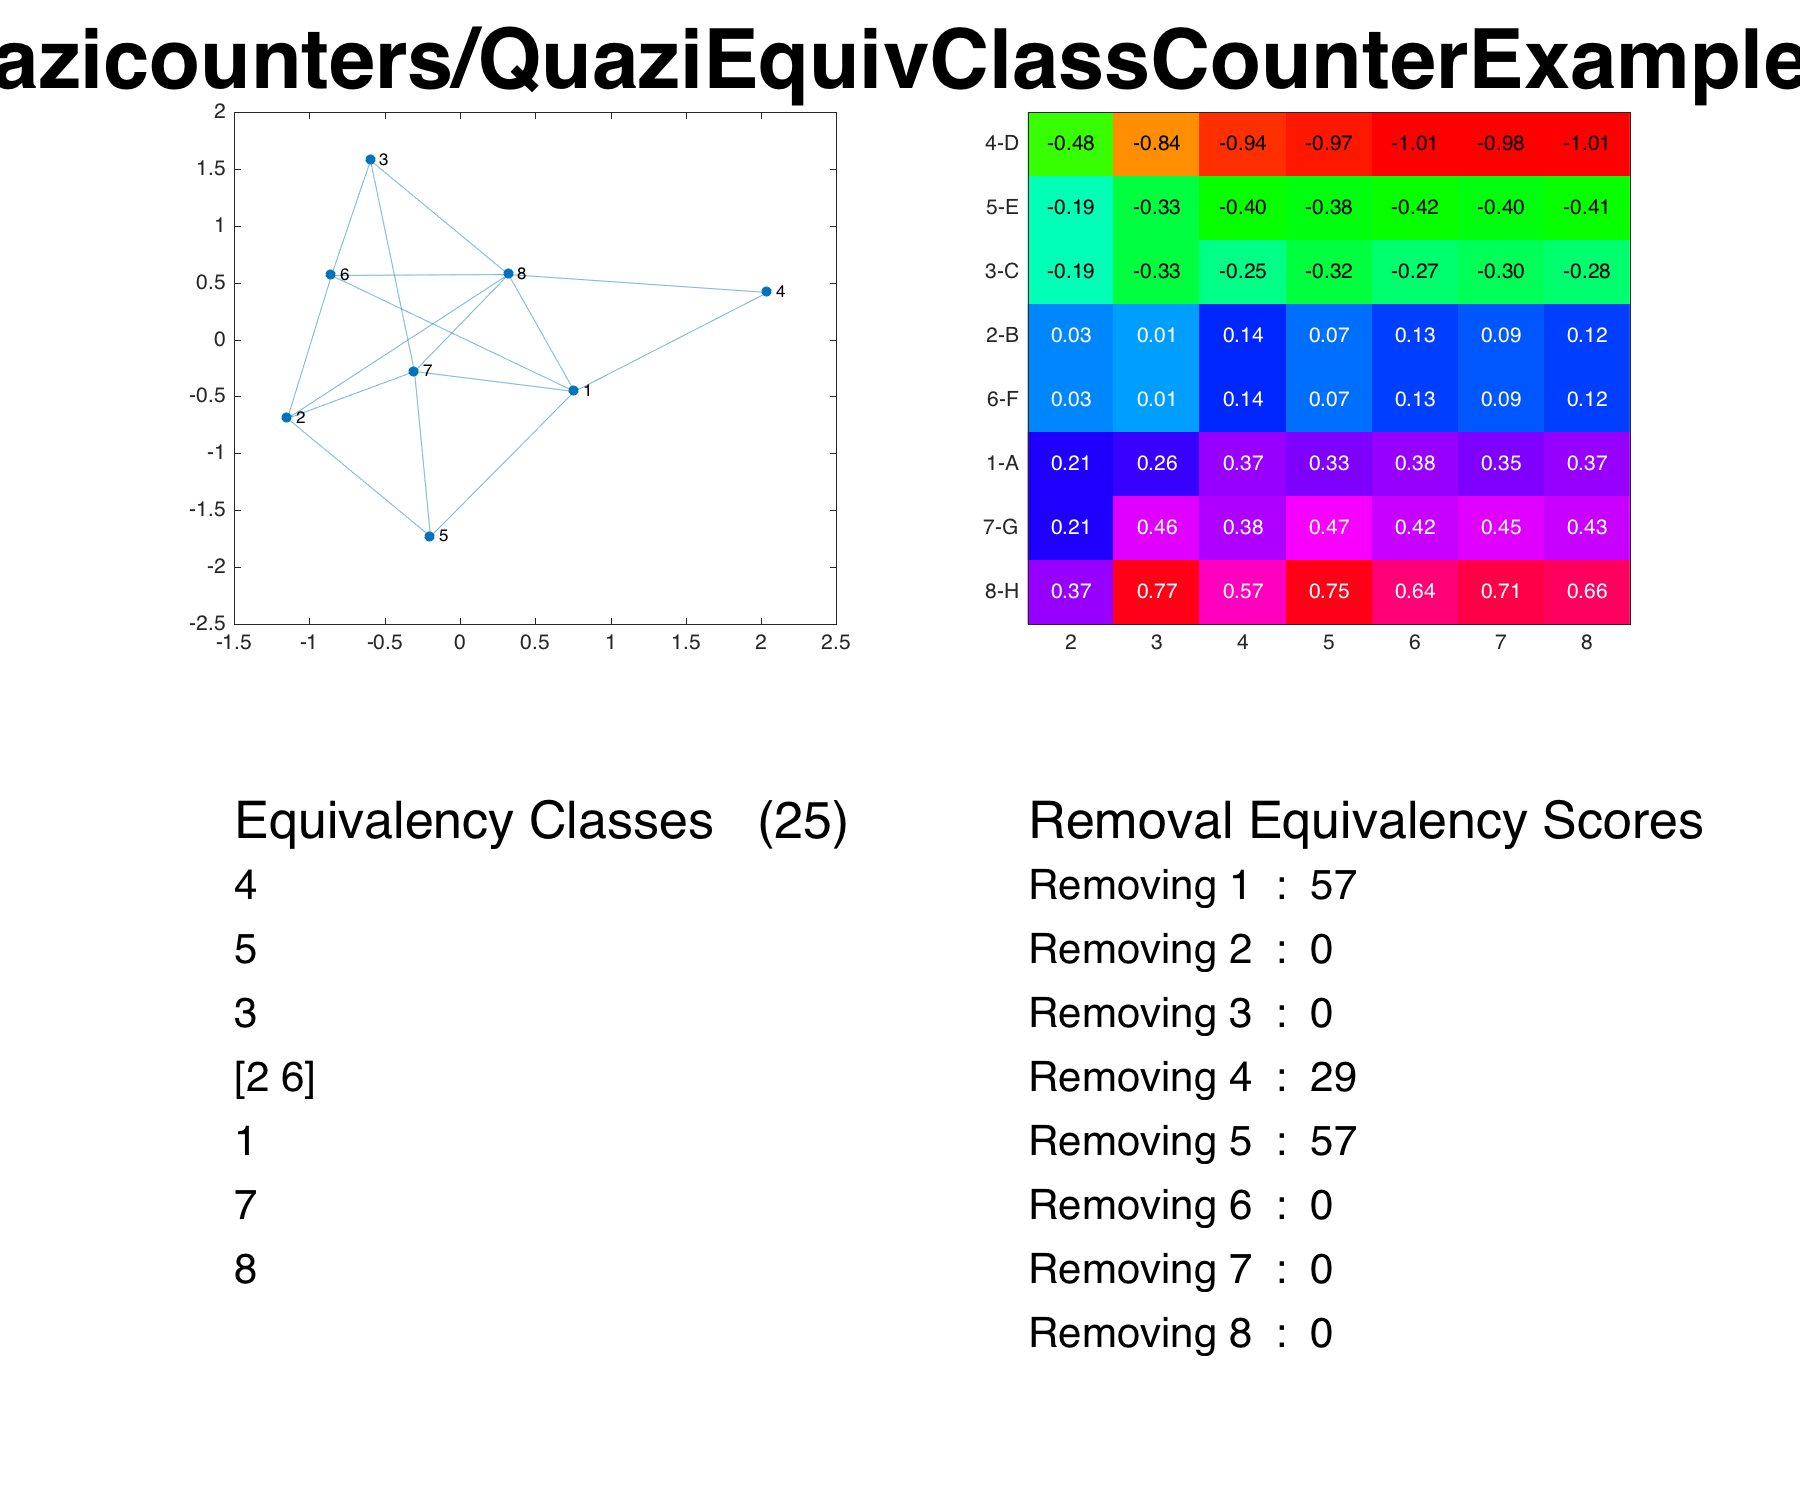 azicounters/QuaziEquivClassCounterExample
2
1.5
1
0.5
0
-0.5
-1
-1.5
-2
-2.5
-1.5 -1 -0.5 0 0.5 1 1.5 2 2.5
3
6
8
4
7
1
2
5
4-D -0.48 -0.84 -0.94 -0.97 -1.01 -0.98 -1.01
5-E -0.19 -0.33 -0.40 -0.38 -0.42 -0.40 -0.41
3-C -0.19 -0.33 -0.25 -0.32 -0.27 -0.30 -0.28
2-B 0.03 0.01 0.14 0.07 0.13 0.09 0.12
6-F 0.03 0.01 0.14 0.07 0.13 0.09 0.12
1-A 0.21 0.26 0.37 0.33 0.38 0.35 0.37
7-G 0.21 0.46 0.38 0.47 0.42 0.45 0.43
8-H 0.37 0.77 0.57 0.75 0.64 0.71 0.66
2 3 4 5 6 7 8
Equivalency Classes (25)
4
5
3
[2 6]
1
7
8
Removal Equivalency Scores
Removing 1 : 57
Removing 2 : 0
Removing 3 : 0
Removing 4 : 29
Removing 5 : 57
Removing 6 : 0
Removing 7 : 0
Removing 8 : 0